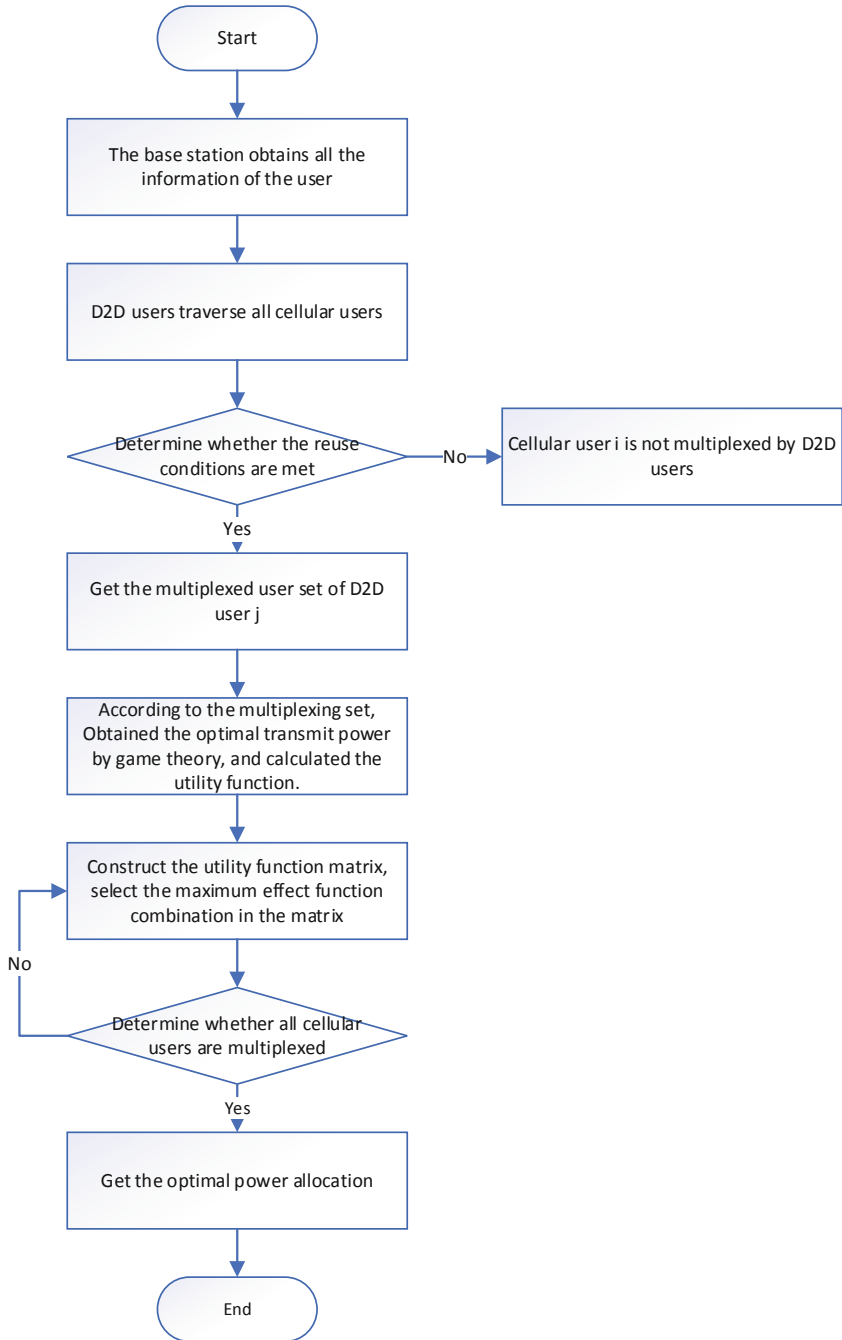 Start
The base station obtains all the
information of the user
D2D users traverse all cellular users
Determine whether the reuse
conditions are met
No
Cellular user i is not multiplexed by D2D
users
Yes
Get the multiplexed user set of D2D
user j
According to the multiplexing set,
Obtained the optimal transmit power
by game theory, and calculated the
utility function.
Construct the utility function matrix,
select the maximum effect function
combination in the matrix
No
Determine whether all cellular
users are multiplexed
Yes
Get the optimal power allocation
End